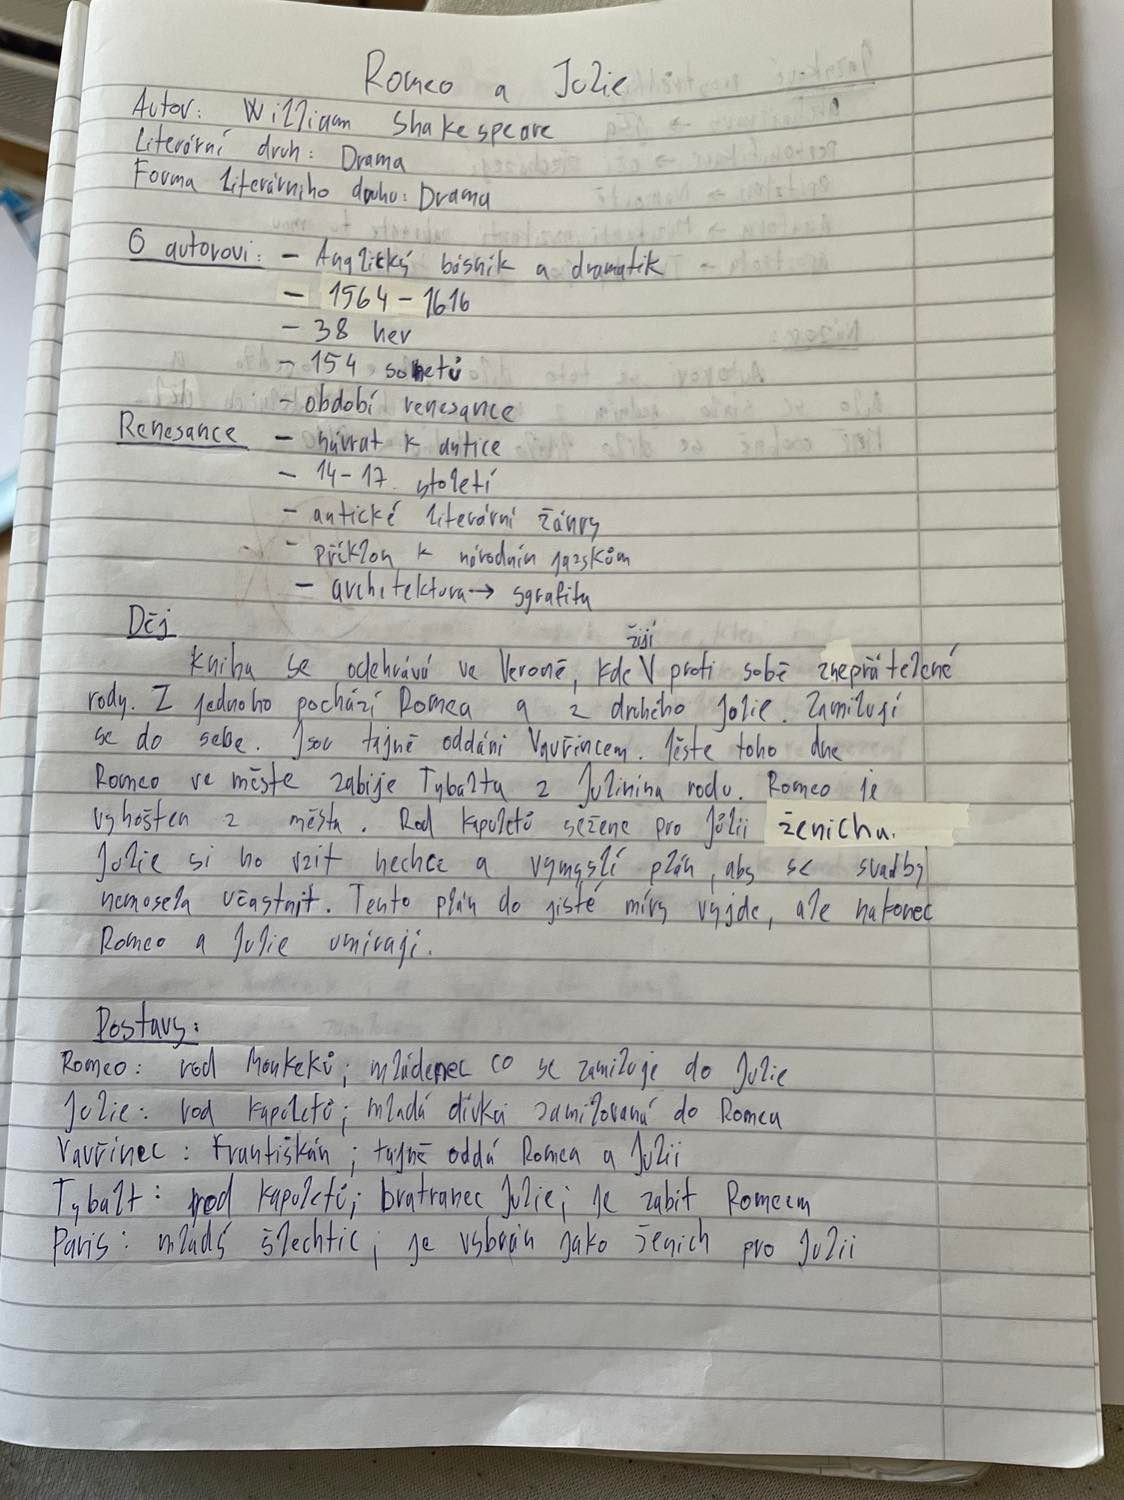 Romeo a Julie
Autor: William Shakespeare
Literární druh: Drama
Forma literárního druhu: Drama
O autorovi: - Anglický básník a dramatik
- 1564 - 1616
- 38 her
- 154 sonetů
- období renesance
Renesance - návrat k antice
- 14-17. století
- antické literární žánry
- příklon k národnín jazykům
- architektura → sgrafita
Děj
žijí
Kniha se odehrává ve Veroně, kde V proti sobě znepřátelené
rody. Z jednoho pochází Romea a z druhého Julie. Zamilují
se do sebe. Jsou tajně oddáni Vavřincem. Ještě toho dne
Romeo ve městě zabije Tybalta z Julinina rodu. Romeo je
vyhoštěn z města. Rod Kapuletů sežene pro Julii ženicha.
Julie si ho vzít nechce a vymyslí plán, aby se svadby
nemusela účastnit. Tento plán do jisté míry vyjde, ale nakonec
Romeo a Julie umírají.
Postavy:
Romeo: rod Monteků; mládenec co se zamiluje do Julie
Julie: rod Kapuletů; mladá dívka zamilovaná do Romea
Vavřinec: františkán; tajně oddá Romea a Julii
Tybalt: rod Kapuletů; bratranec Julie; je zabit Romeem
Paris: mladý šlechtic; je vybrán jako ženich pro Julii